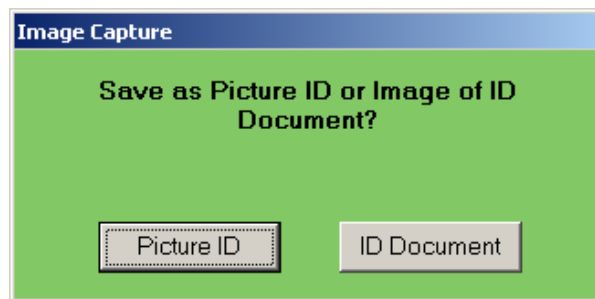 Image Capture
Save as Picture ID or Image of ID
Document?
Picture ID
ID Document